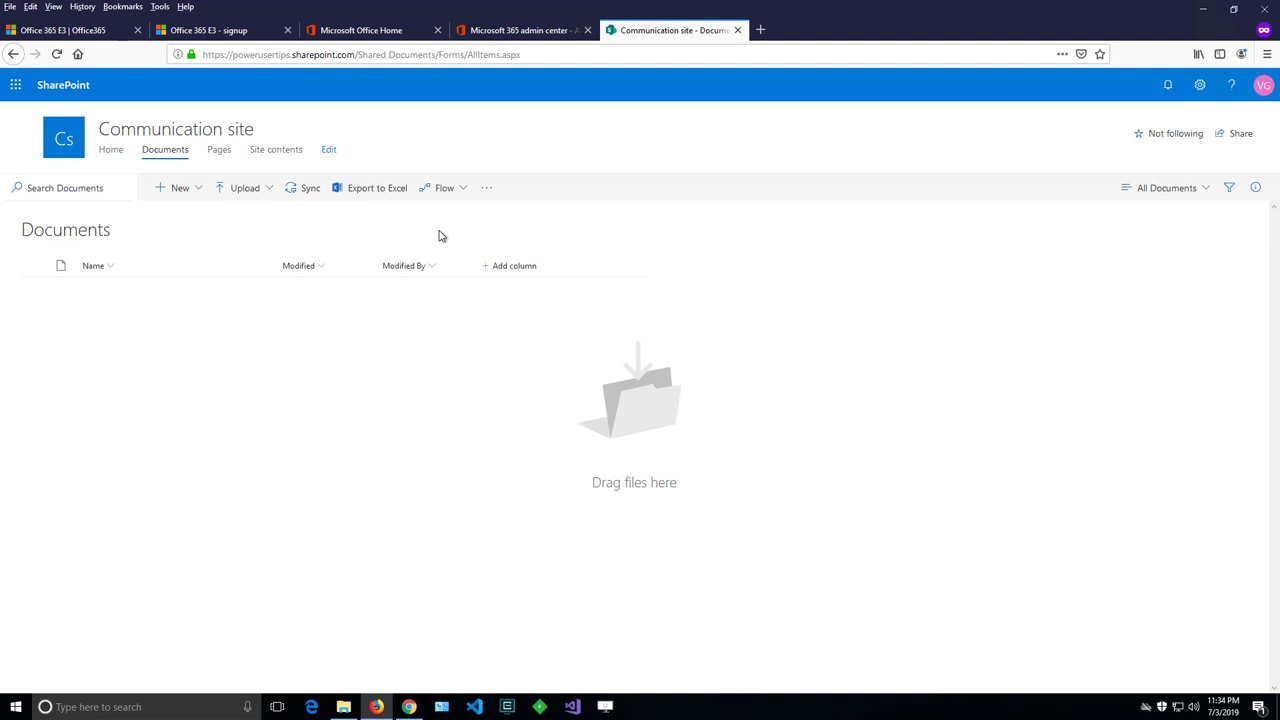 File Edit View History Bookmarks Tools Help
Office 365 E3 | Office365
Office 365 E3 - signup
Microsoft Office Home
Microsoft 365 admin center - A
Communication site - Docume
https://powerusertips.sharepoint.com/Shared Documents/Forms/AllItems.aspx
SharePoint
? VG
Cs
Communication site
Not following Share
Home Documents Pages Site contents Edit
Search Documents New Upload Sync Export to Excel Flow All Documents
Documents
Name Modified Modified By Add column
Drag files here
Type here to search
11:34 PM
7/3/2019